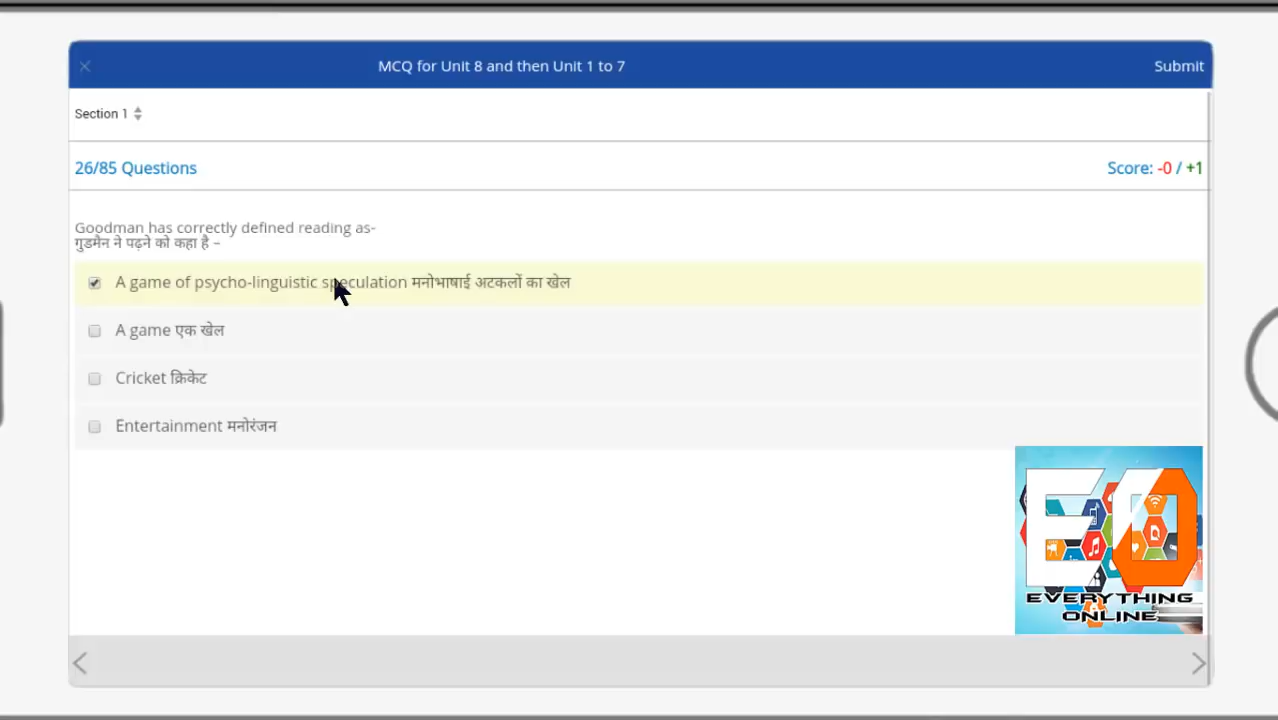 MCQ for Unit 8 and then Unit 1 to 7
Submit
Section 1
26/85 Questions
Score: -0 / +1
Goodman has correctly defined reading as-
गुडमैन ने पढ़ने को कहा है –
A game of psycho-linguistic speculation मनोभाषाई अटकलों का खेल
A game एक खेल
Cricket क्रिकेट
Entertainment मनोरंजन
EO
EVERYTHING
ONLINE